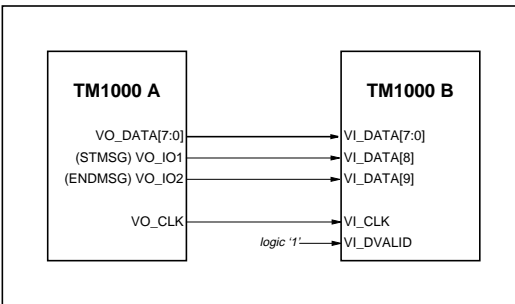 TM1000 A
TM1000 B
VO_DATA[7:0]
VI_DATA[7:0]
(STMSG) VO_IO1
VI_DATA[8]
(ENDMSG) VO_IO2
VI_DATA[9]
VO_CLK
VI_CLK
logic ‘1’
VI_DVALID